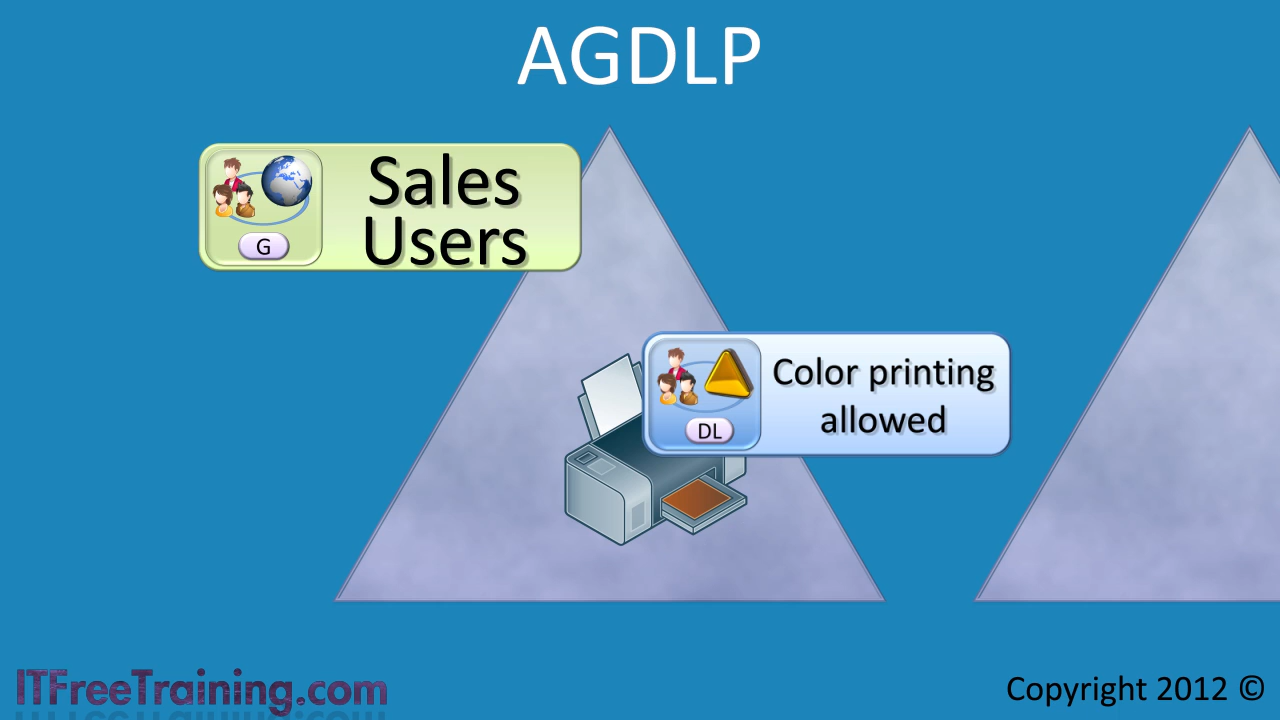 AGDLP
Sales
Users
G
Color printing
allowed
DL
ITFreeTraining.com
Copyright 2012 ©